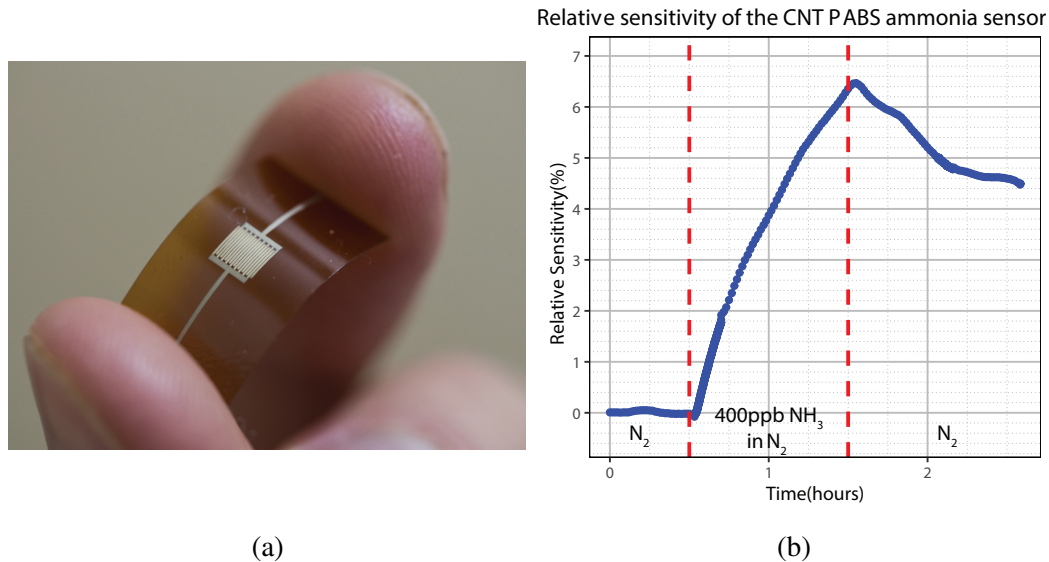 Relative sensitivity of the CNT PABS ammonia sensor
7
6
5
4
3
2
1
0
Relative Sensitivity(%)
N₂
400ppb NH₃
in N₂
N₂
0
1
2
Time(hours)
(a)
(b)